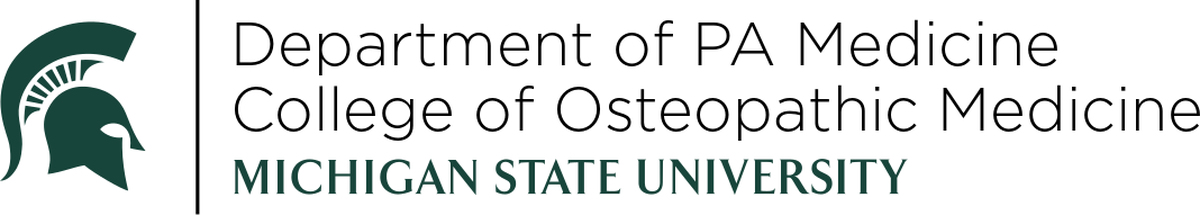 Department of PA Medicine
College of Osteopathic Medicine
MICHIGAN STATE UNIVERSITY